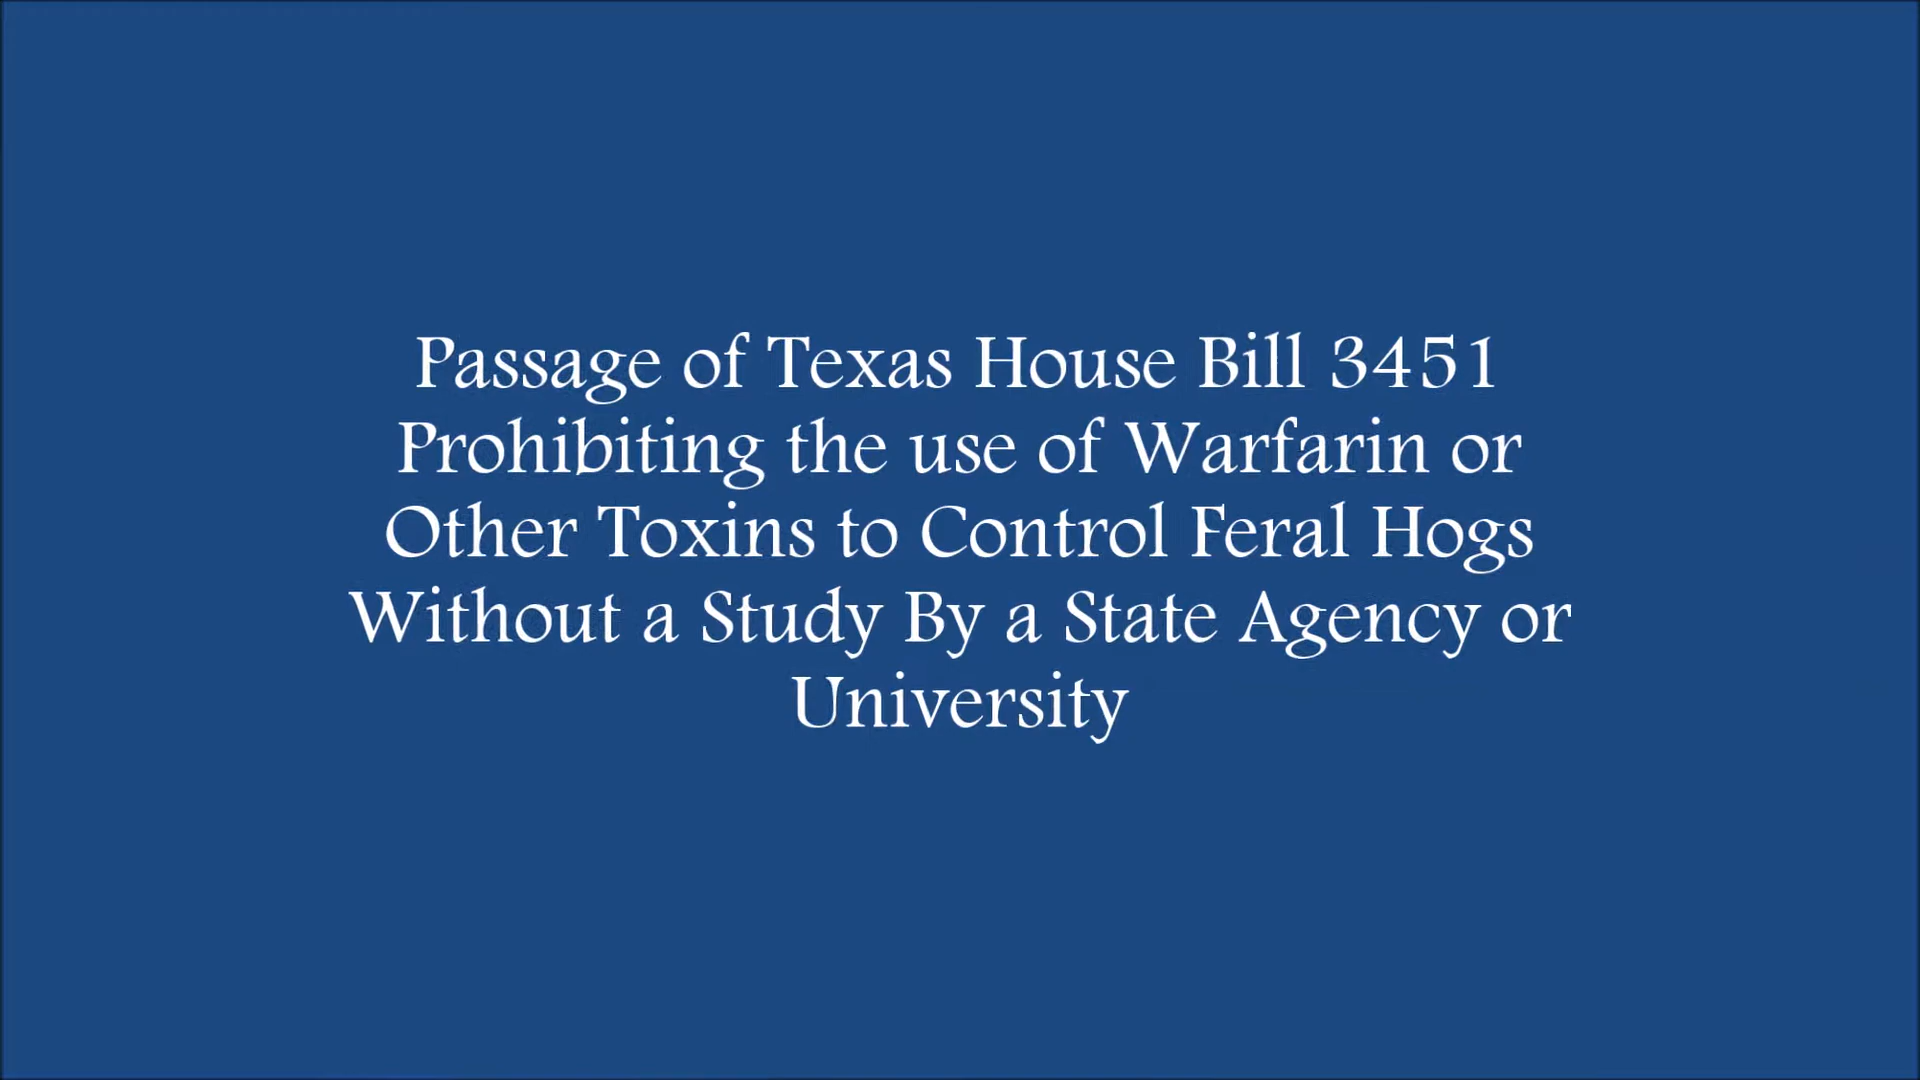 Passage of Texas House Bill 3451
Prohibiting the use of Warfarin or
Other Toxins to Control Feral Hogs
Without a Study By a State Agency or
University